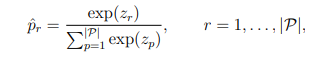 $$\hat{p}_r = \frac{\exp(z_r)}{\sum_{p=1}^{|\mathcal{P}|} \exp(z_p)}, \qquad r = 1, \ldots, |\mathcal{P}|,$$